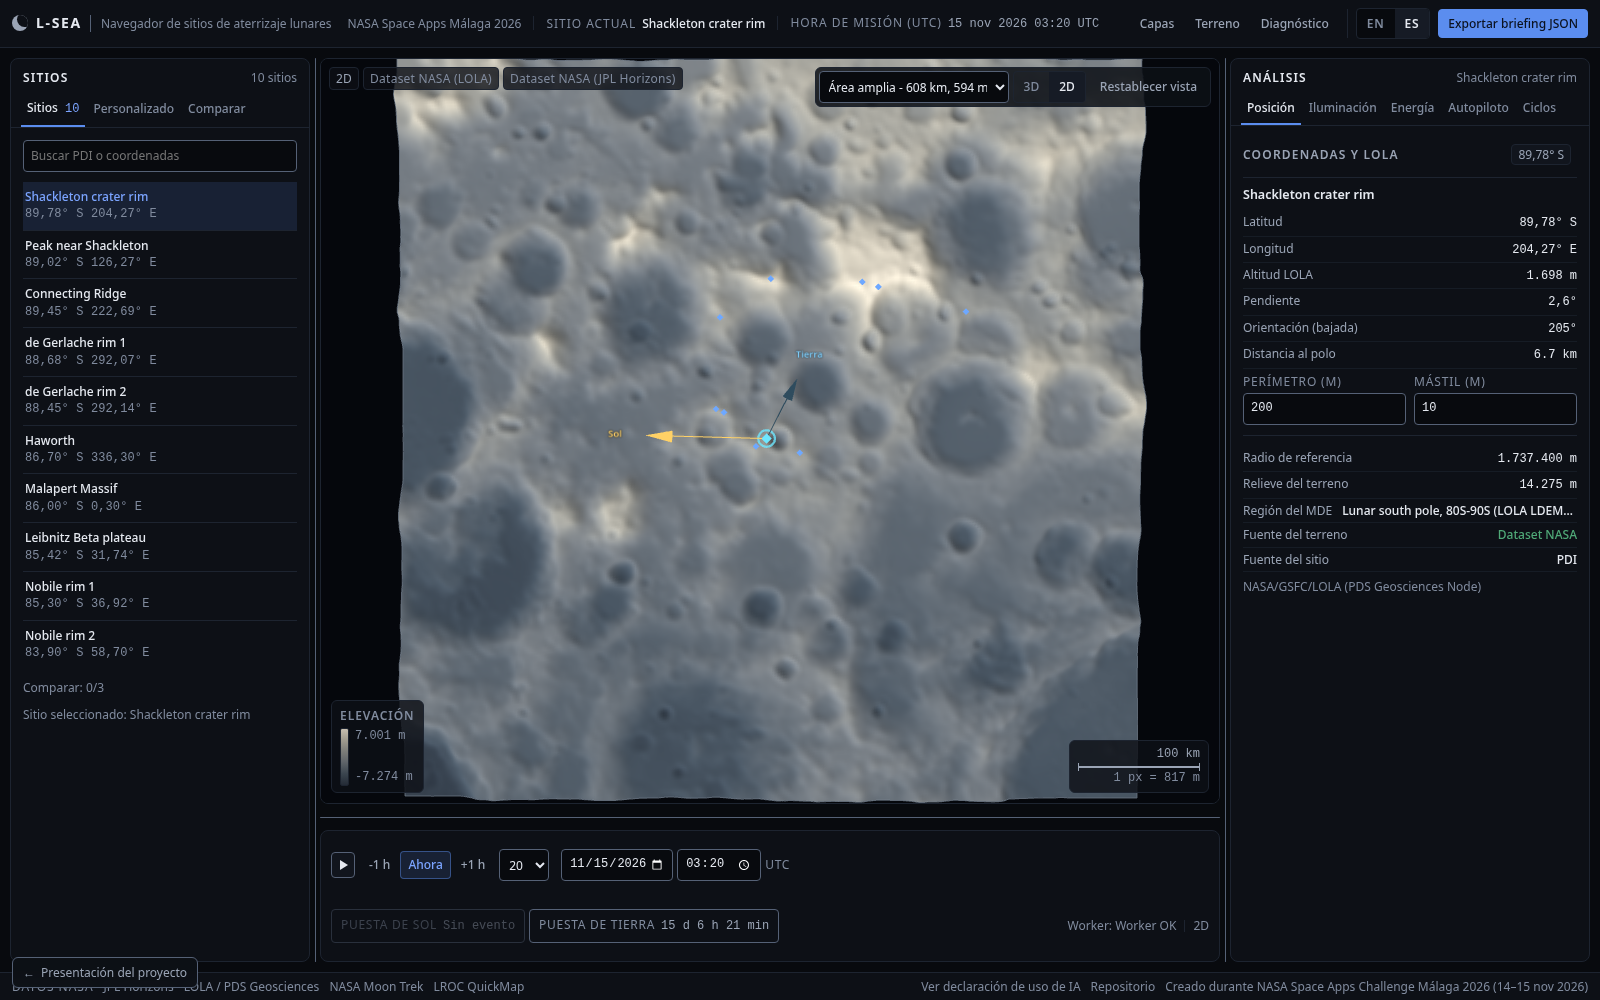 L-SEA Navegador de sitios de aterrizaje lunares NASA Space Apps Málaga 2026 SITIO ACTUAL Shackleton crater rim HORA DE MISIÓN (UTC) 15 nov 2026 03:20 UTC Capas Terreno Diagnóstico EN ES Exportar briefing JSON
SITIOS 10 sitios
Sitios 10 Personalizado Comparar
Buscar PDI o coordenadas
Shackleton crater rim
89,78° S 204,27° E
Peak near Shackleton
89,02° S 126,27° E
Connecting Ridge
89,45° S 222,69° E
de Gerlache rim 1
88,68° S 292,07° E
de Gerlache rim 2
88,45° S 292,14° E
Haworth
86,70° S 336,30° E
Malapert Massif
86,00° S 0,30° E
Leibnitz Beta plateau
85,42° S 31,74° E
Nobile rim 1
85,30° S 36,92° E
Nobile rim 2
83,90° S 58,70° E
Comparar: 0/3
Sitio seleccionado: Shackleton crater rim
2D Dataset NASA (LOLA) Dataset NASA (JPL Horizons)
Área amplia - 608 km, 594 m 3D 2D Restablecer vista
Tierra
Sol
ELEVACIÓN
7.001 m
-7.274 m
100 km
1 px = 817 m
-1 h Ahora +1 h 20 11/15/2026 03:20 UTC
PUESTA DE SOL Sin evento PUESTA DE TIERRA 15 d 6 h 21 min Worker: Worker OK 2D
ANÁLISIS Shackleton crater rim
Posición Iluminación Energía Autopiloto Ciclos
COORDENADAS Y LOLA 89,78° S
Shackleton crater rim
Latitud 89,78° S
Longitud 204,27° E
Altitud LOLA 1.698 m
Pendiente 2,6°
Orientación (bajada) 205°
Distancia al polo 6.7 km
PERÍMETRO (M) MÁSTIL (M)
200 10
Radio de referencia 1.737.400 m
Relieve del terreno 14.275 m
Región del MDE Lunar south pole, 80S-90S (LOLA LDEM...
Fuente del terreno Dataset NASA
Fuente del sitio PDI
NASA/GSFC/LOLA (PDS Geosciences Node)
← Presentación del proyecto
DATOS NASA JPL Horizons LOLA / PDS Geosciences NASA Moon Trek LROC QuickMap Ver declaración de uso de IA Repositorio Creado durante NASA Space Apps Challenge Málaga 2026 (14–15 nov 2026)